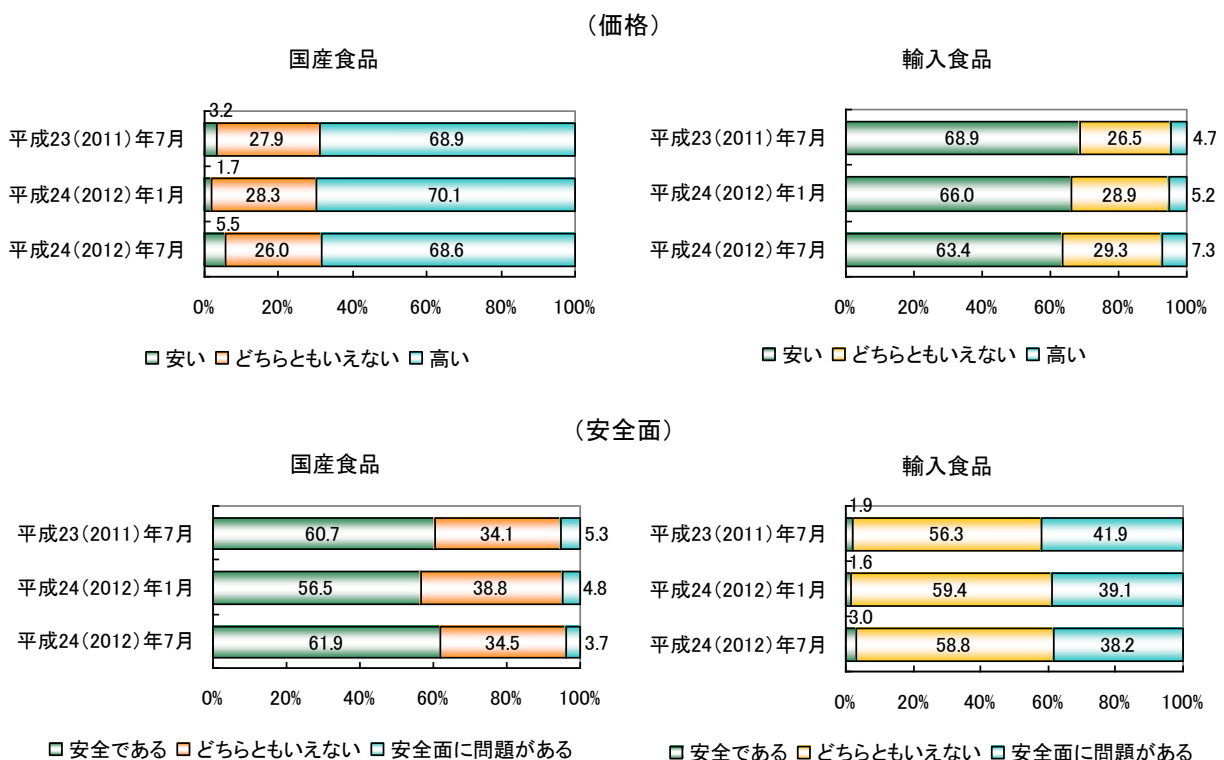 （価格）
国産食品
平成23（2011）年7月
3.2
27.9
68.9
平成24（2012）年1月
1.7
28.3
70.1
平成24（2012）年7月
5.5
26.0
68.6
0% 20% 40% 60% 80% 100%
安い どちらともいえない 高い
輸入食品
平成23（2011）年7月
68.9
26.5
4.7
平成24（2012）年1月
66.0
28.9
5.2
平成24（2012）年7月
63.4
29.3
7.3
0% 20% 40% 60% 80% 100%
安い どちらともいえない 高い
（安全面）
国産食品
平成23（2011）年7月
60.7
34.1
5.3
平成24（2012）年1月
56.5
38.8
4.8
平成24（2012）年7月
61.9
34.5
3.7
0% 20% 40% 60% 80% 100%
安全である どちらともいえない 安全面に問題がある
輸入食品
平成23（2011）年7月
1.9
56.3
41.9
平成24（2012）年1月
1.6
59.4
39.1
平成24（2012）年7月
3.0
58.8
38.2
0% 20% 40% 60% 80% 100%
安全である どちらともいえない 安全面に問題がある